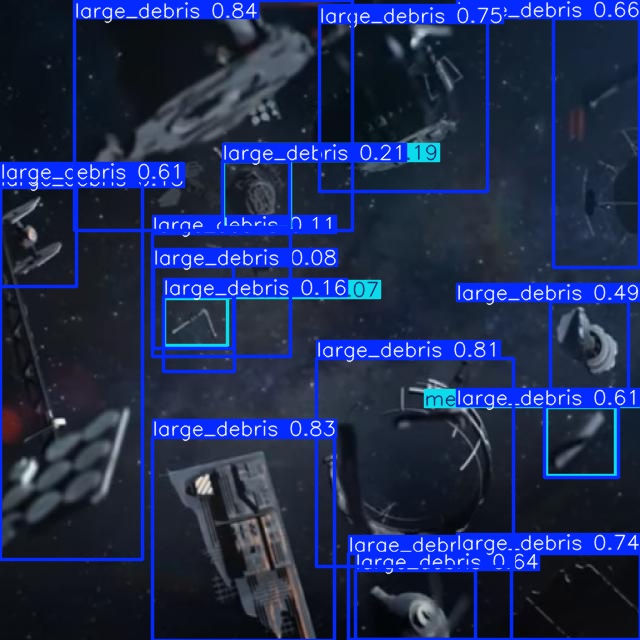 large_debris 0.84
large_debris 0.75
_debris 0.66
large_debris 0.21
.19
large_debris 0.61
large_debris 0.11
large_debris 0.08
large_debris 0.16
07
large_debris 0.49
large_debris 0.81
me
large_debris 0.61
large_debris 0.83
large_debris 0.74
0.64